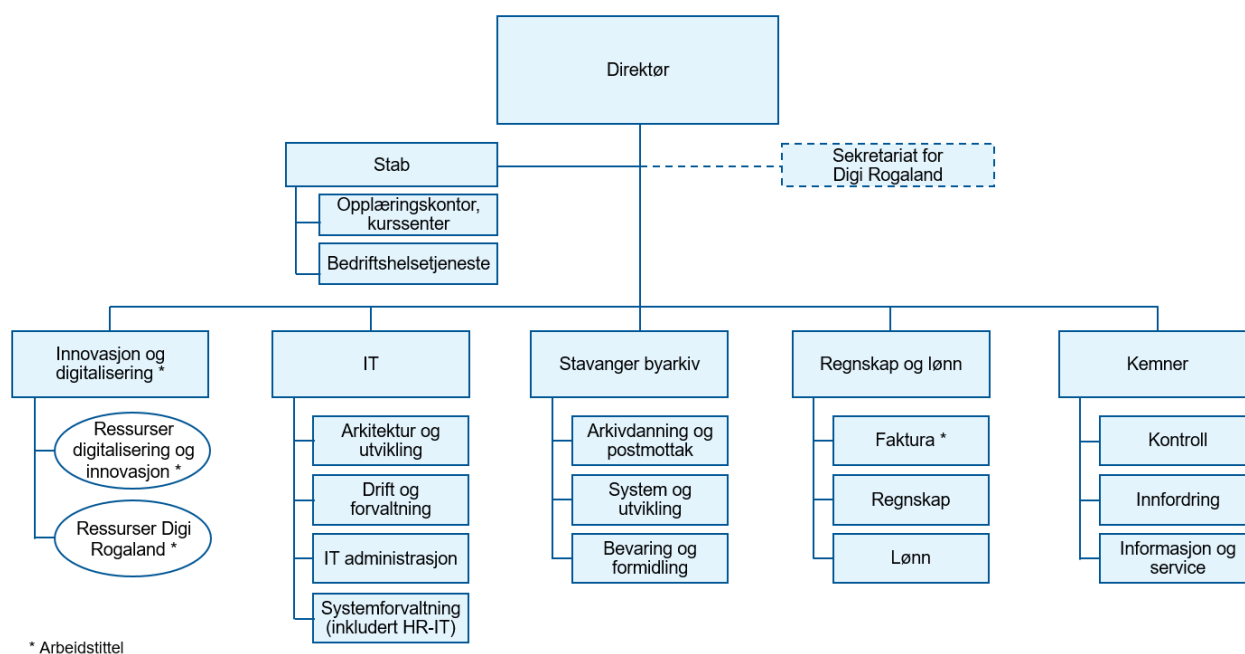 Direktør
Stab
Sekretariat for
Digi Rogaland
Opplæringskontor,
kurssenter
Bedriftshelsetjeneste
Innovasjon og
digitalisering *
Ressurser
digitalisering og
innovasjon *
Ressurser Digi
Rogaland *
IT
Arkitektur og
utvikling
Drift og
forvaltning
IT administrasjon
Systemforvaltning
(inkludert HR-IT)
Stavanger byarkiv
Arkivdanning og
postmottak
System og
utvikling
Bevaring og
formidling
Regnskap og lønn
Faktura *
Regnskap
Lønn
Kemner
Kontroll
Innfordring
Informasjon og
service
* Arbeidstittel